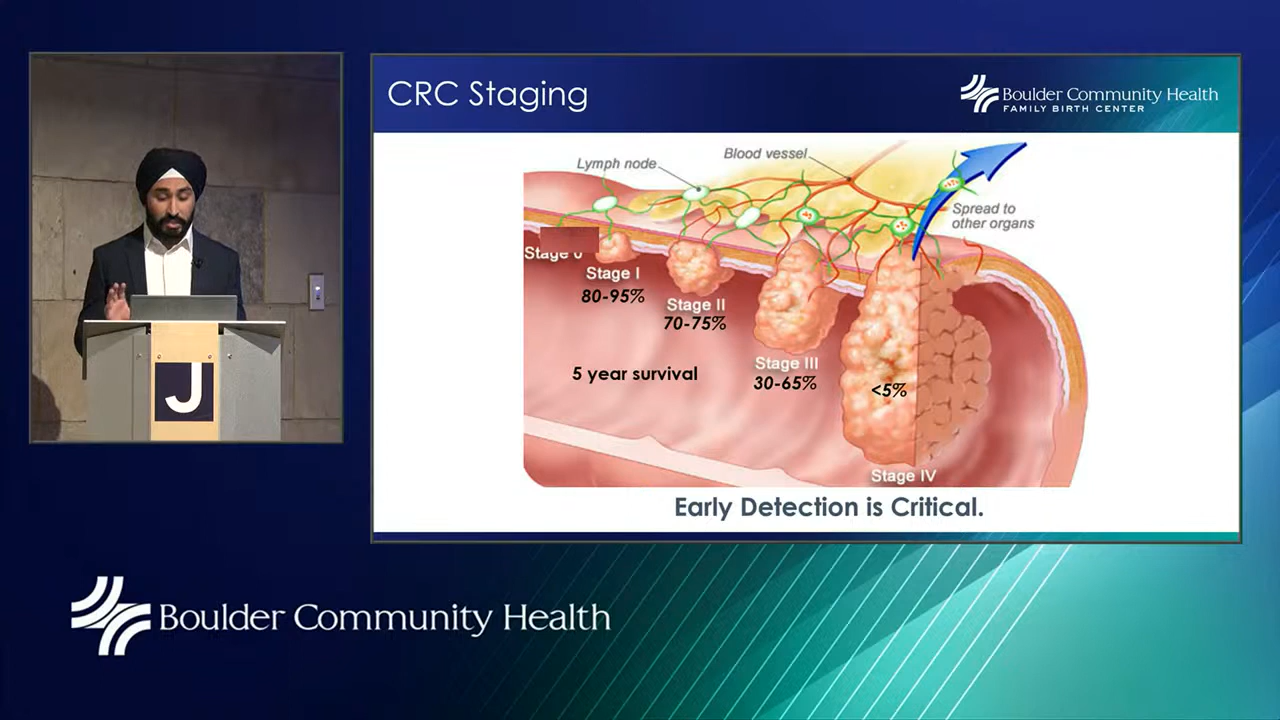 CRC Staging
Boulder Community Health
FAMILY BIRTH CENTER
Lymph node
Blood vessel
Spread to
other organs
Stage 0
Stage I
80-95%
Stage II
70-75%
Stage III
30-65%
5 year survival
<5%
Stage IV
Early Detection is Critical.
J
Boulder Community Health